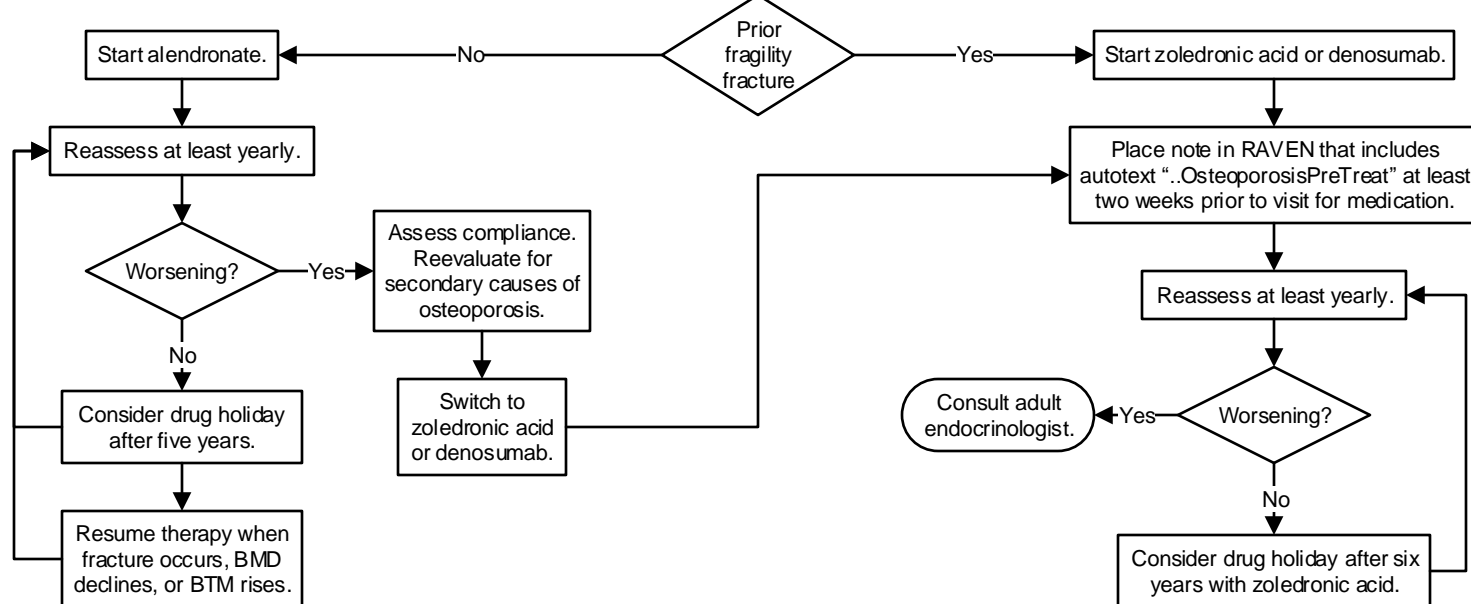 Prior
fragility
fracture
No
Yes
Start alendronate.
Start zoledronic acid or denosumab.
Reassess at least yearly.
Place note in RAVEN that includes
autotext “..OsteoporosisPreTreat” at least
two weeks prior to visit for medication.
Worsening?
Yes
Assess compliance.
Reevaluate for
secondary causes of
osteoporosis.
No
Switch to
zoledronic acid
or denosumab.
Consider drug holiday
after five years.
Resume therapy when
fracture occurs, BMD
declines, or BTM rises.
Reassess at least yearly.
Worsening?
Yes
Consult adult
endocrinologist.
No
Consider drug holiday after six
years with zoledronic acid.